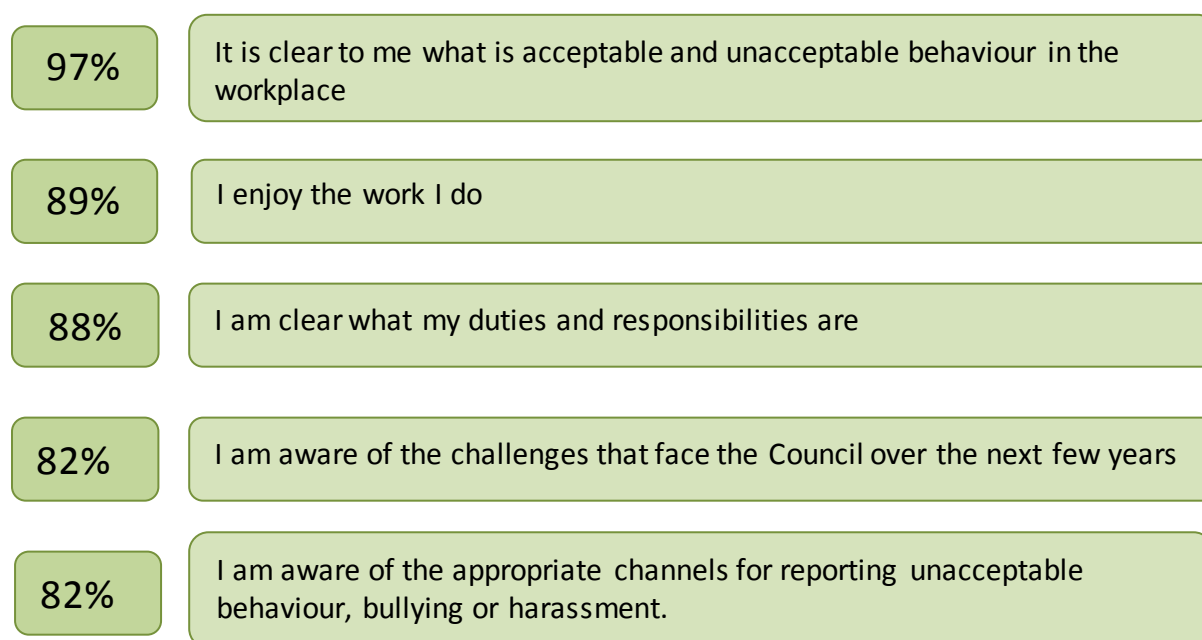 97%
It is clear to me what is acceptable and unacceptable behaviour in the
workplace
89%
I enjoy the work I do
88%
I am clear what my duties and responsibilities are
82%
I am aware of the challenges that face the Council over the next few years
82%
I am aware of the appropriate channels for reporting unacceptable
behaviour, bullying or harassment.